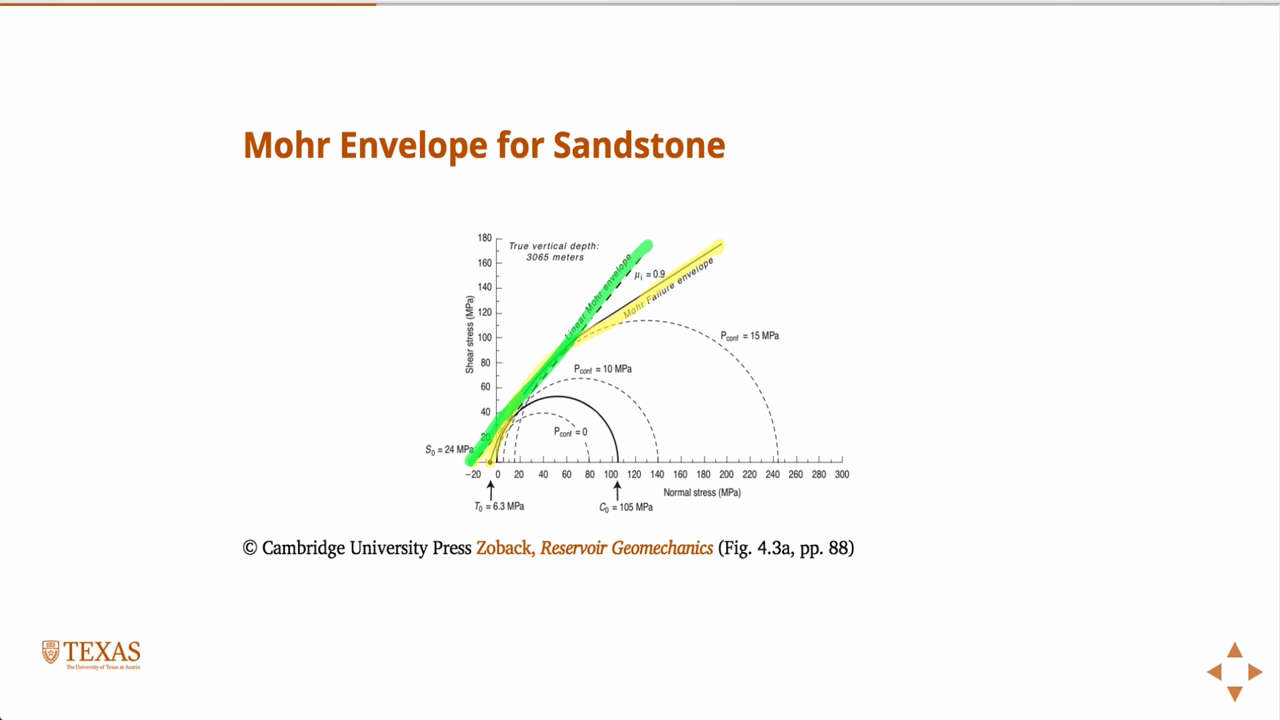 Mohr Envelope for Sandstone
180
160
140
120
100
80
60
40
20
Shear stress (MPa)
True vertical depth:
3065 meters
Linear Mohr envelope
μi = 0.9
Mohr Failure envelope
Pconf = 15 MPa
Pconf = 10 MPa
Pconf = 0
S0 = 24 MPa
−20 0 20 40 60 80 100 120 140 160 180 200 220 240 260 280 300
Normal stress (MPa)
T0 = 6.3 MPa
C0 = 105 MPa
© Cambridge University Press Zoback, Reservoir Geomechanics (Fig. 4.3a, pp. 88)
TEXAS
The University of Texas at Austin